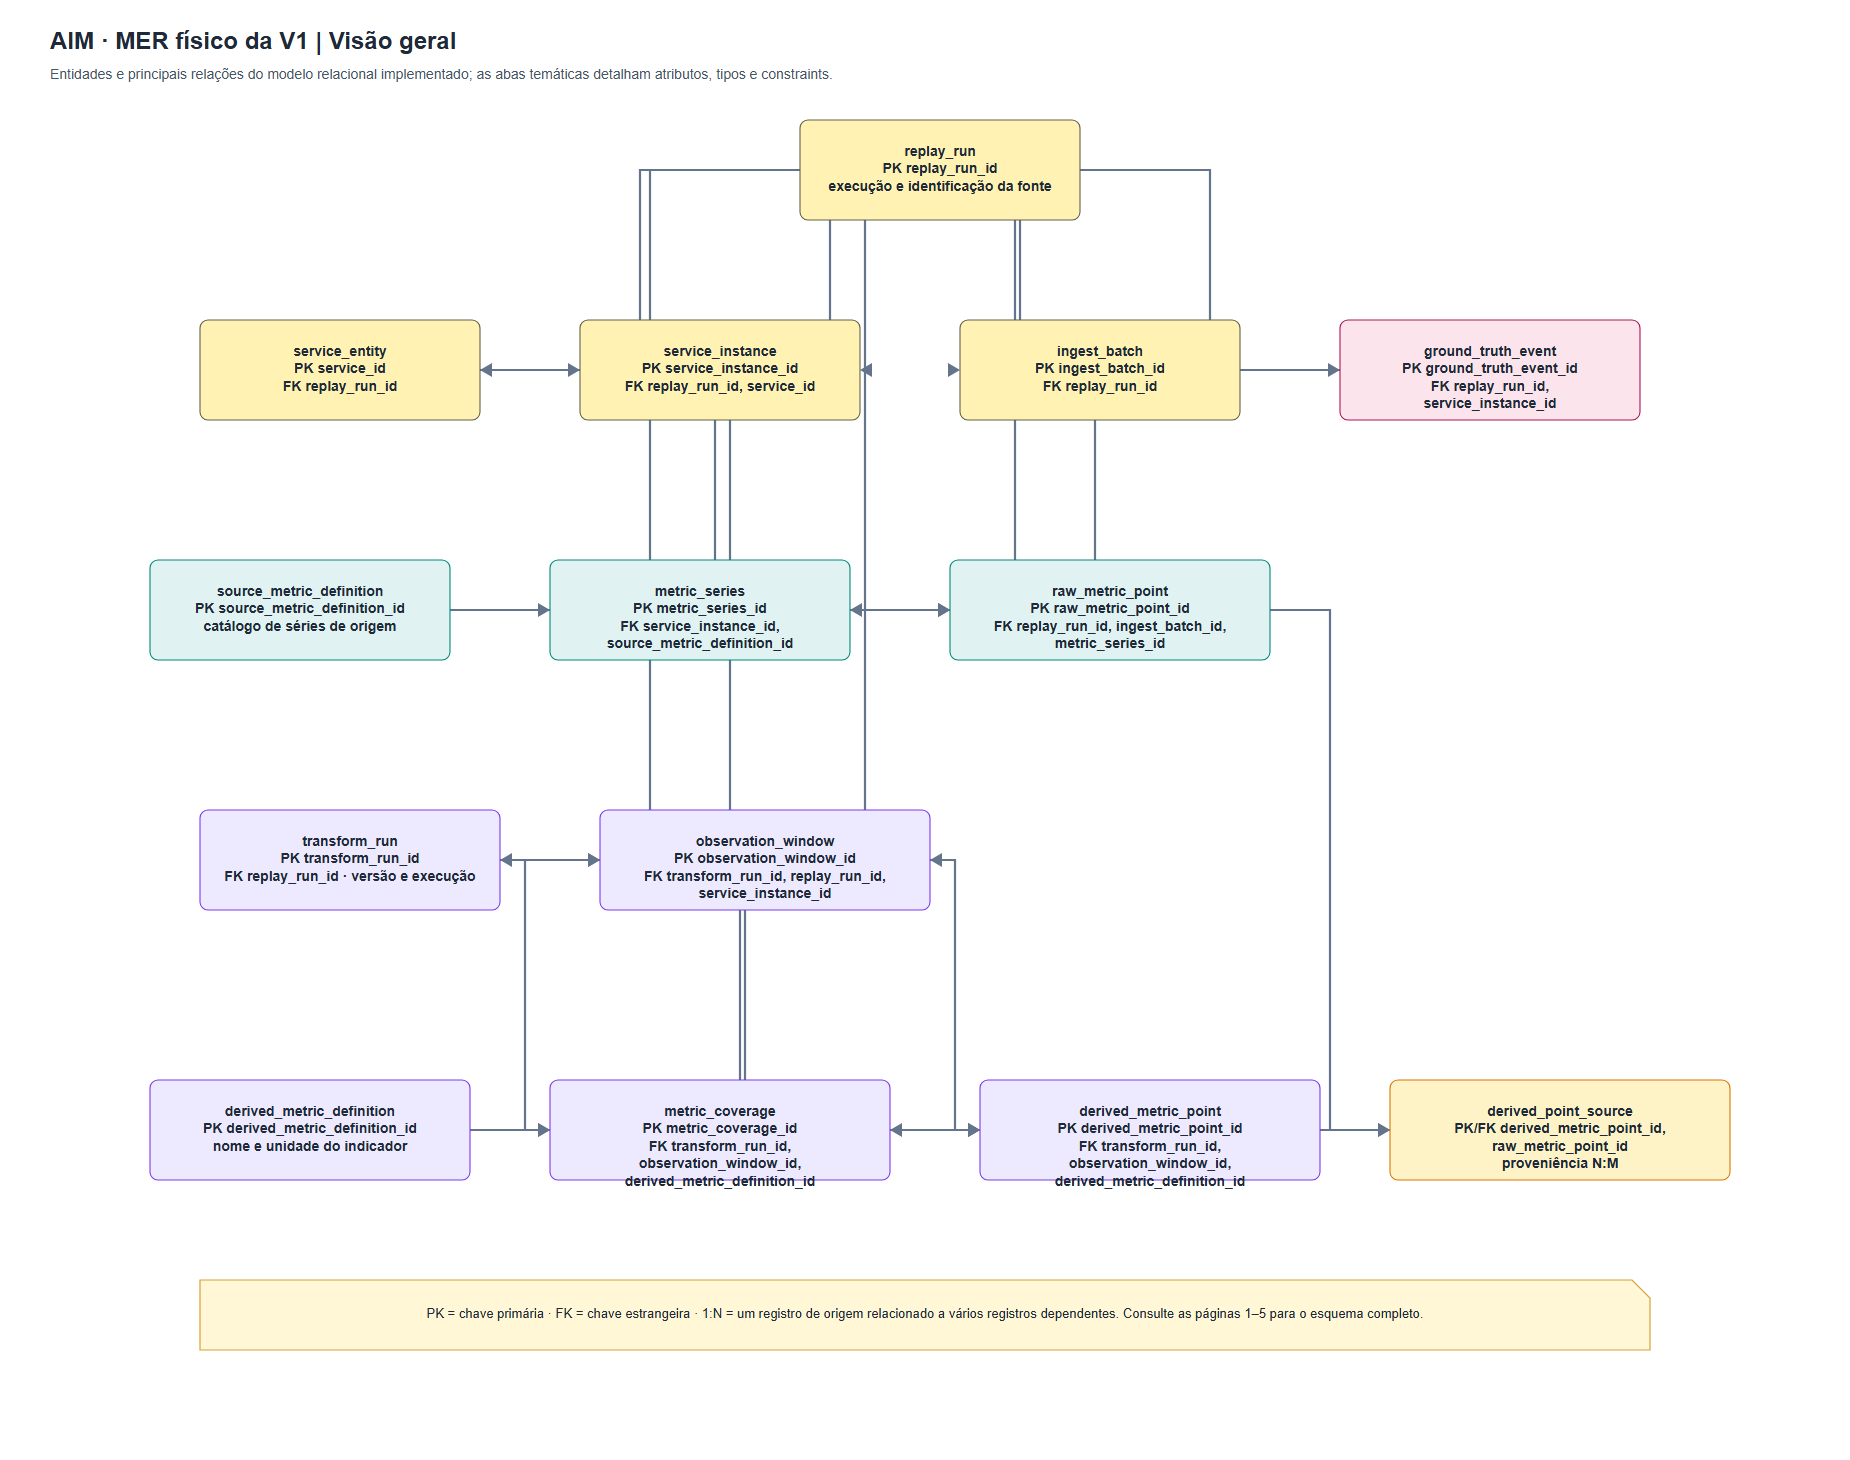 AIM · MER físico da V1 | Visão geral
Entidades e principais relações do modelo relacional implementado; as abas temáticas detalham atributos, tipos e constraints.
replay_run
PK replay_run_id
execução e identificação da fonte
service_entity
PK service_id
FK replay_run_id
service_instance
PK service_instance_id
FK replay_run_id, service_id
ingest_batch
PK ingest_batch_id
FK replay_run_id
ground_truth_event
PK ground_truth_event_id
FK replay_run_id,
service_instance_id
source_metric_definition
PK source_metric_definition_id
catálogo de séries de origem
metric_series
PK metric_series_id
FK service_instance_id,
source_metric_definition_id
raw_metric_point
PK raw_metric_point_id
FK replay_run_id, ingest_batch_id,
metric_series_id
transform_run
PK transform_run_id
FK replay_run_id · versão e execução
observation_window
PK observation_window_id
FK transform_run_id, replay_run_id,
service_instance_id
derived_metric_definition
PK derived_metric_definition_id
nome e unidade do indicador
metric_coverage
PK metric_coverage_id
FK transform_run_id,
observation_window_id,
derived_metric_definition_id
derived_metric_point
PK derived_metric_point_id
FK transform_run_id,
observation_window_id,
derived_metric_definition_id
derived_point_source
PK/FK derived_metric_point_id,
raw_metric_point_id
proveniência N:M
PK = chave primária · FK = chave estrangeira · 1:N = um registro de origem relacionado a vários registros dependentes. Consulte as páginas 1–5 para o esquema completo.